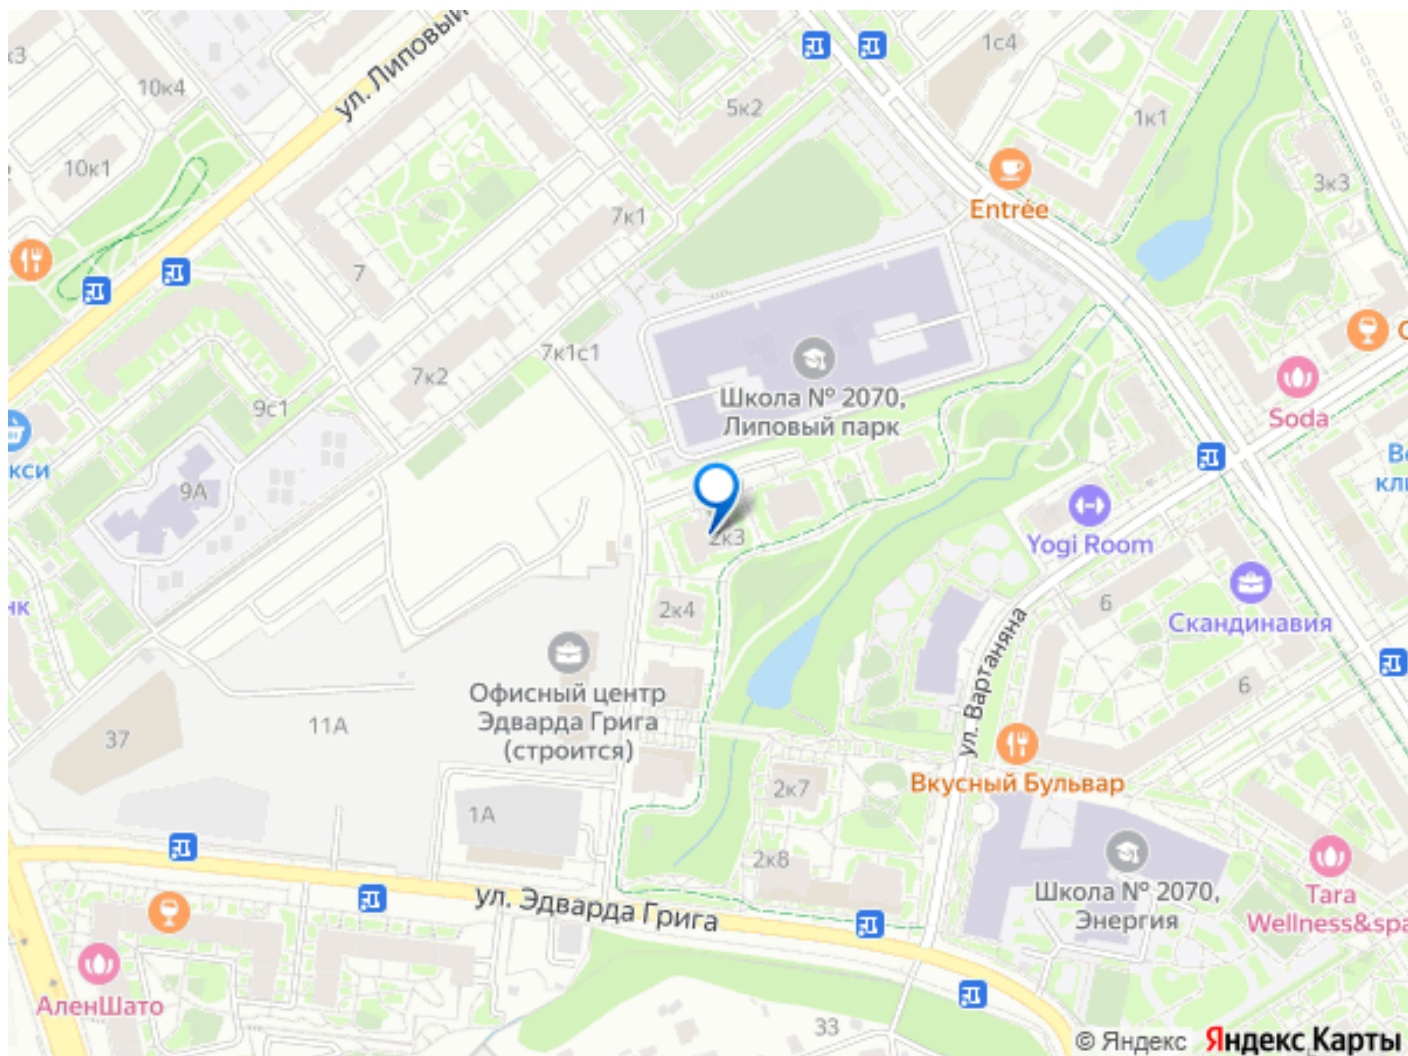 к3
10к4
ул. Липовый
1с4
5к2
1к1
10к1
3к3
7к1
Entrée
7
7к1с1
7к2
9с1
Школа № 2070,
Липовый парк
Soda
кси
9А
2к3
Yogi Room
нк
2к4
6
Скандинавия
ул. Вартаняна
Офисный центр
Эдварда Грига
(строится)
6
37
11А
Вкусный Бульвар
2к7
1А
2к8
Школа № 2070,
Энергия
Tara
Wellness&spa
ул. Эдварда Грига
АленШато
33
© Яндекс Яндекс Карты